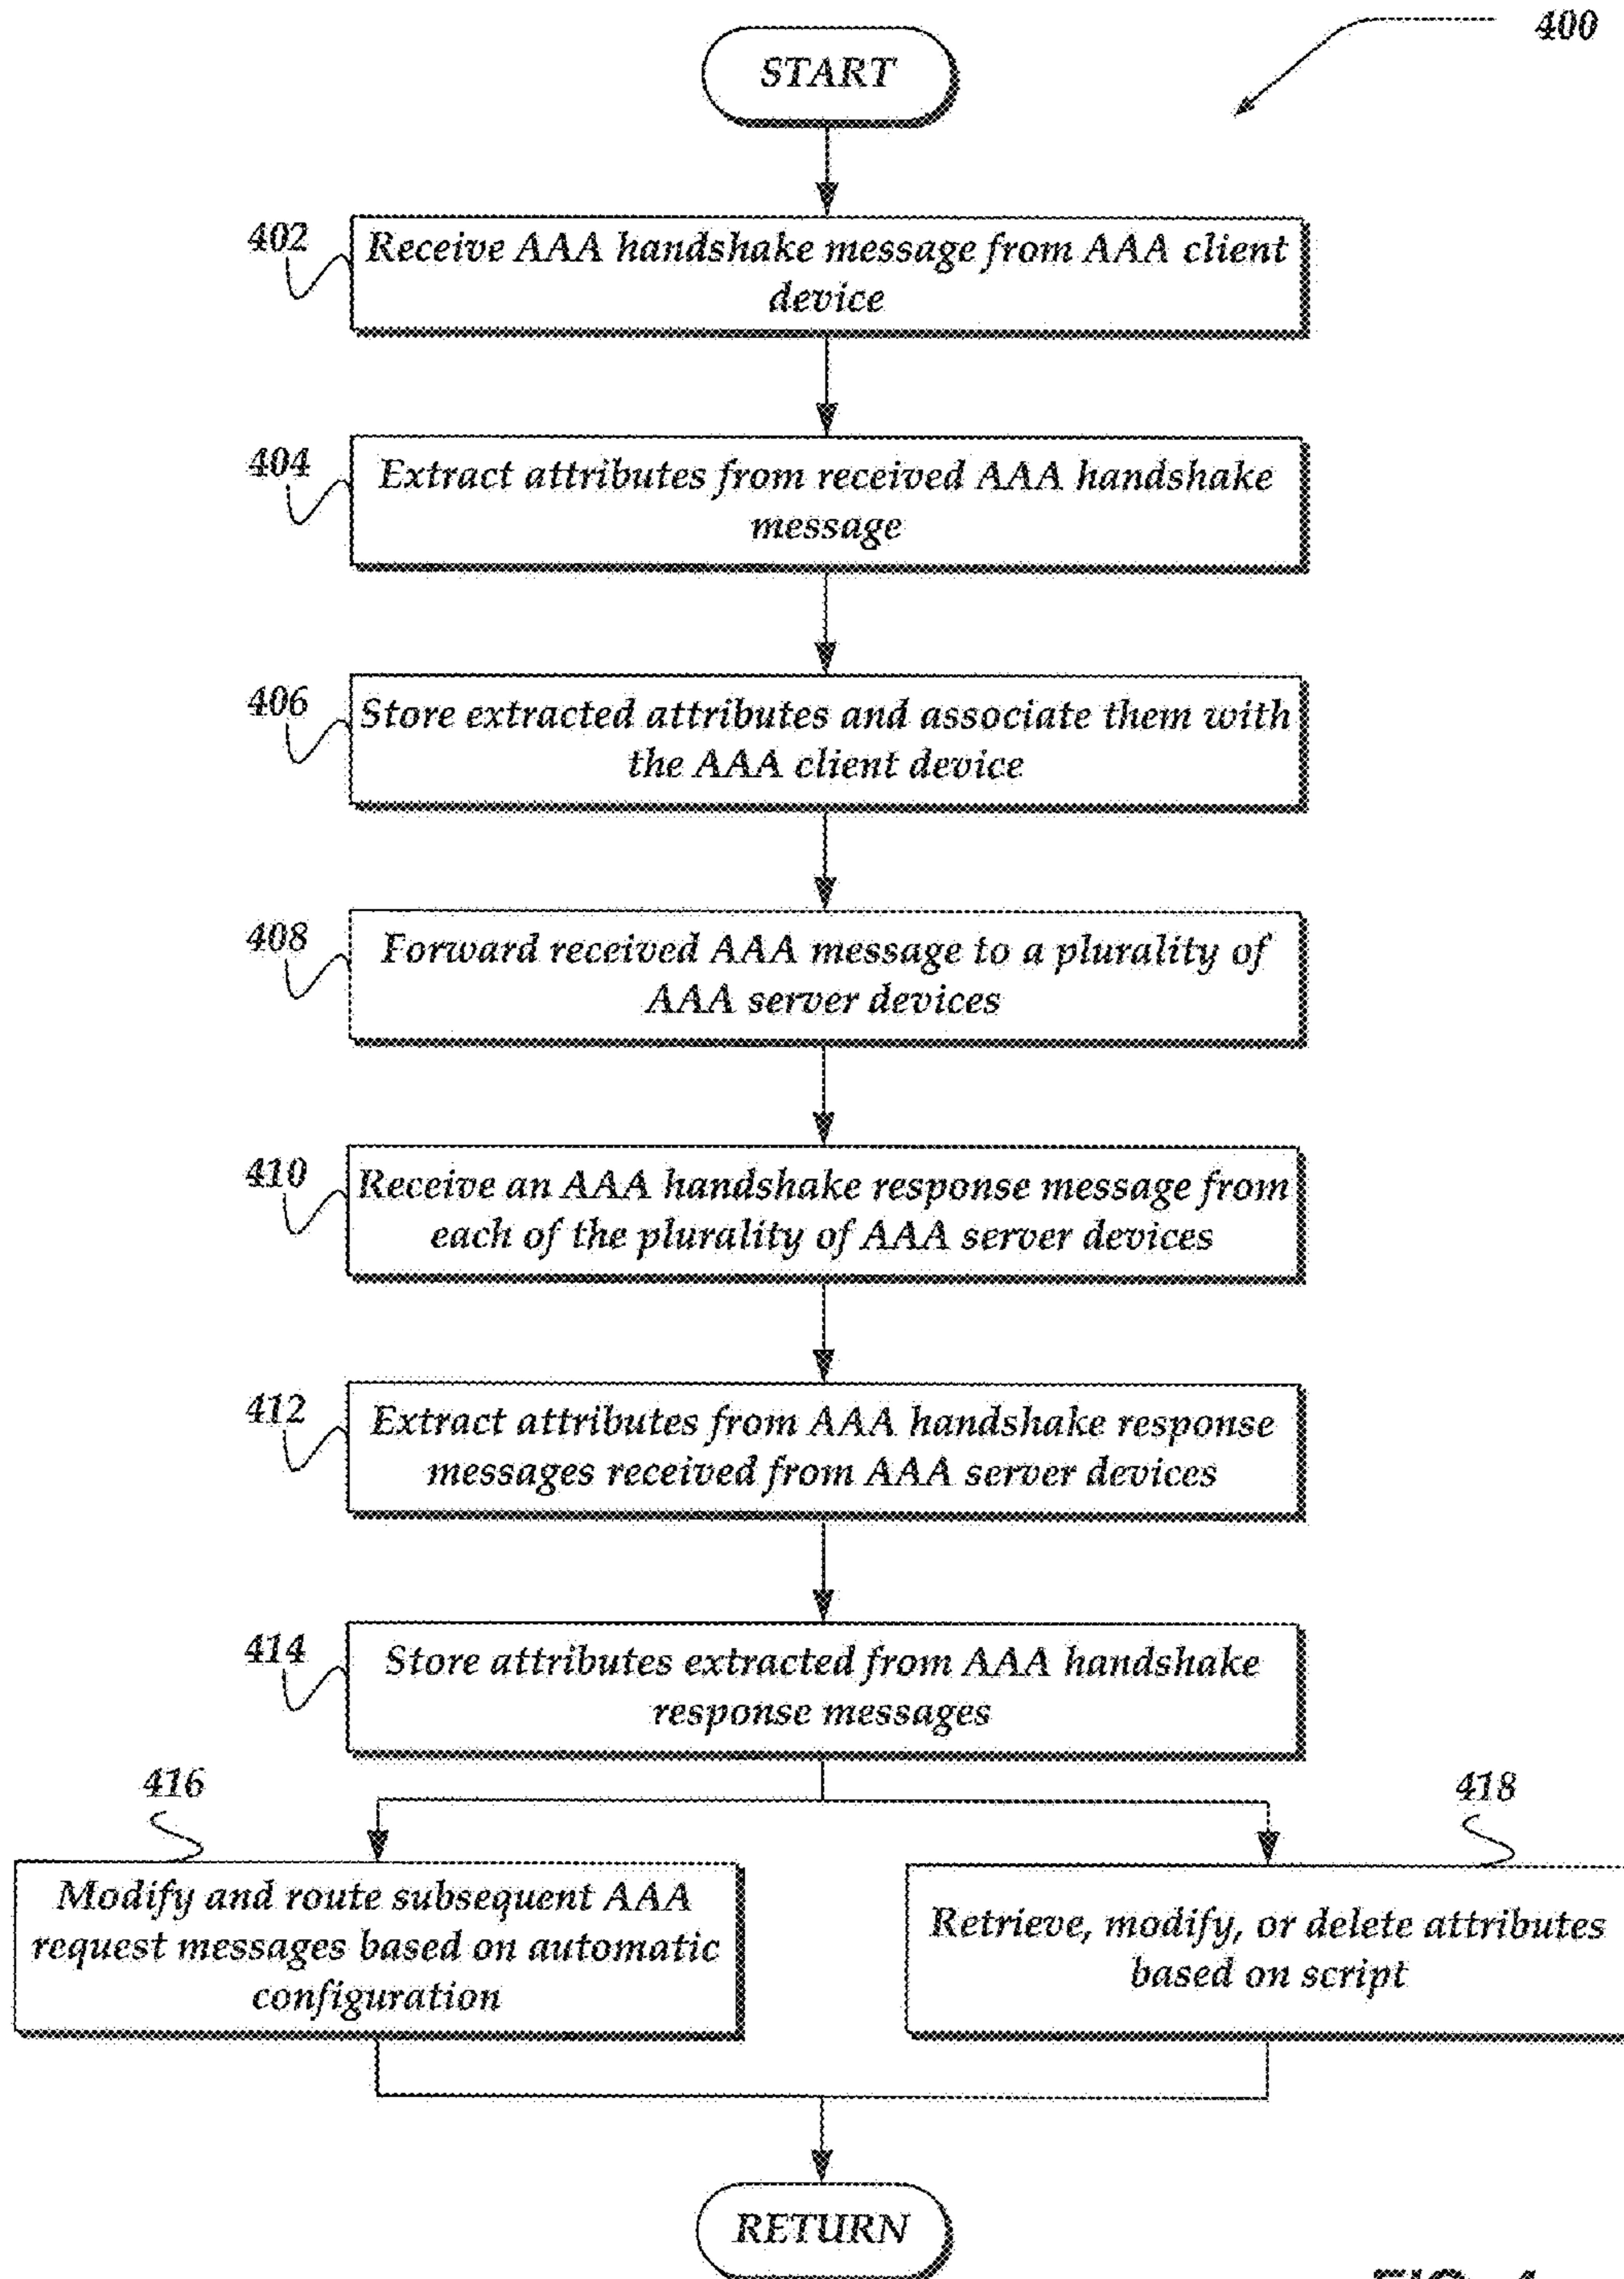 400
START
402
Receive AAA handshake message from AAA client
device
404
Extract attributes from received AAA handshake
message
406
Store extracted attributes and associate them with
the AAA client device
408
Forward received AAA message to a plurality of
AAA server devices
410
Receive an AAA handshake response message from
each of the plurality of AAA server devices
412
Extract attributes from AAA handshake response
messages received from AAA server devices
414
Store attributes extracted from AAA handshake
response messages
416
Modify and route subsequent AAA
request messages based on automatic
configuration
418
Retrieve, modify, or delete attributes
based on script
RETURN